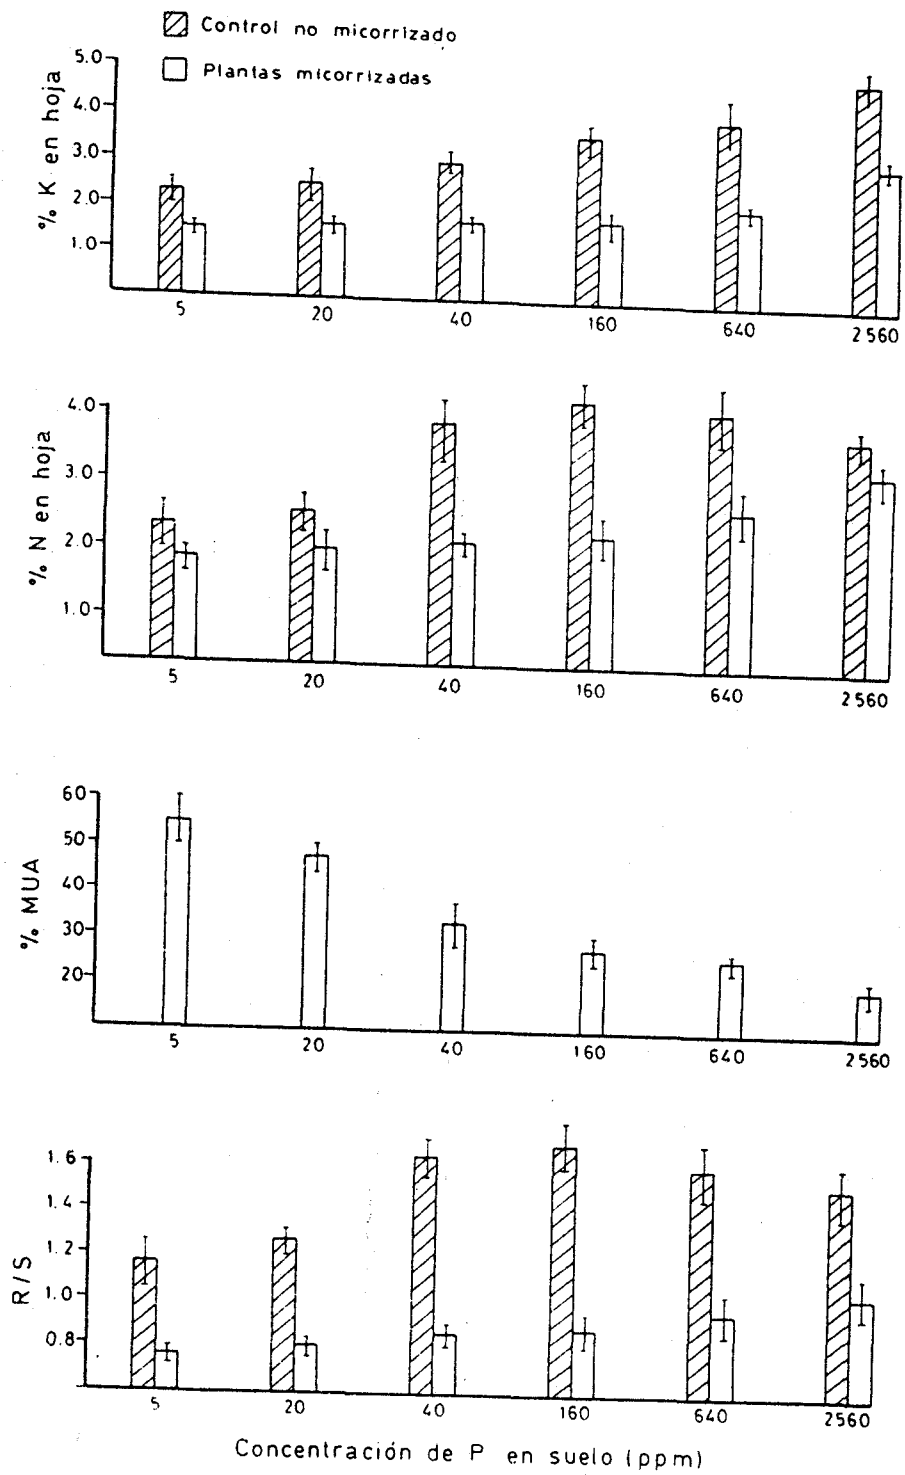 Control no micorrizado
Plantas micorrizadas
% K en hoja
5.0
4.0
3.0
2.0
1.0
5 20 40 160 640 2560
% N en hoja
4.0
3.0
2.0
1.0
5 20 40 160 640 2560
% MUA
60
50
40
30
20
5 20 40 160 640 2560
R/S
1.6
1.4
1.2
1.0
0.8
5 20 40 160 640 2560
Concentración de P en suelo (ppm)